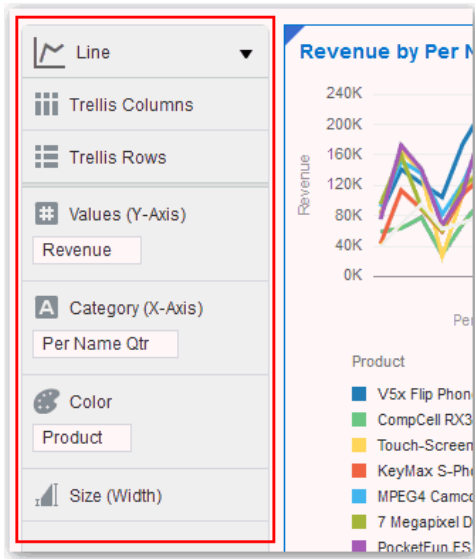 Line
Trellis Columns
Trellis Rows
# Values (Y-Axis)
Revenue
A Category (X-Axis)
Per Name Qtr
Color
Product
Size (Width)
Revenue by Per
240K
200K
160K
120K
80K
40K
0K
Revenue
Per
Product
V5x Flip Phon
CompCell RX3
Touch-Screen
KeyMax S-Pho
MPEG4 Camco
7 Megapixel D
PocketFun ES